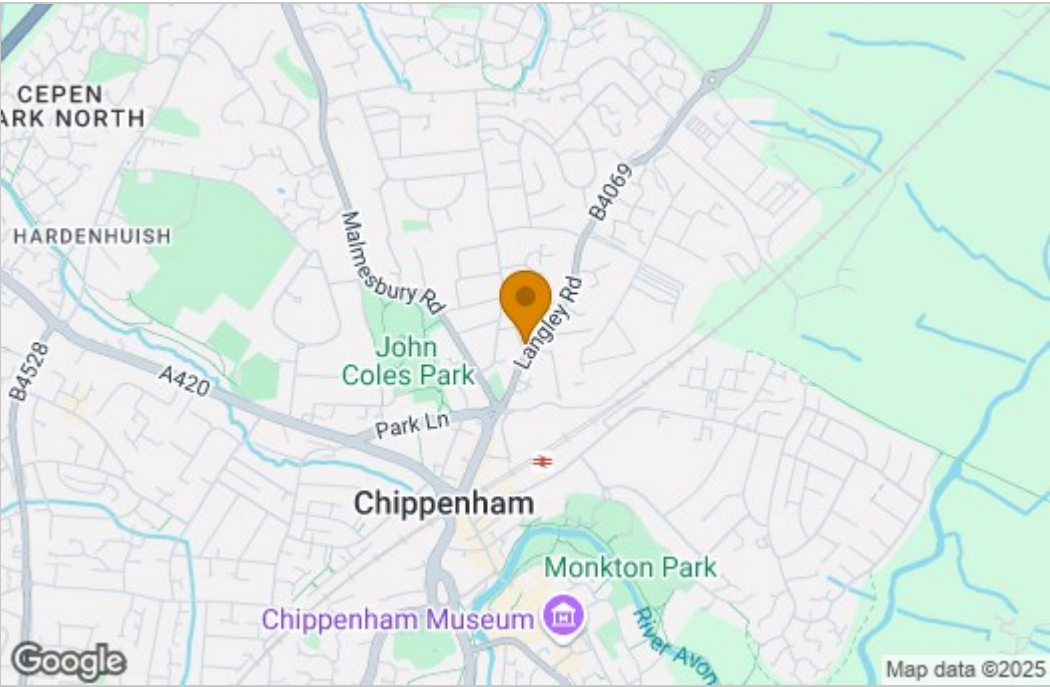 CEPEN
ARK NORTH
B4069
HARDENHUISH
Malmesbury Rd
Langley Rd
John
Coles Park
B4528
A420
Park Ln
Chippenham
Monkton Park
Chippenham Museum
River Avon
Google
Map data ©2025